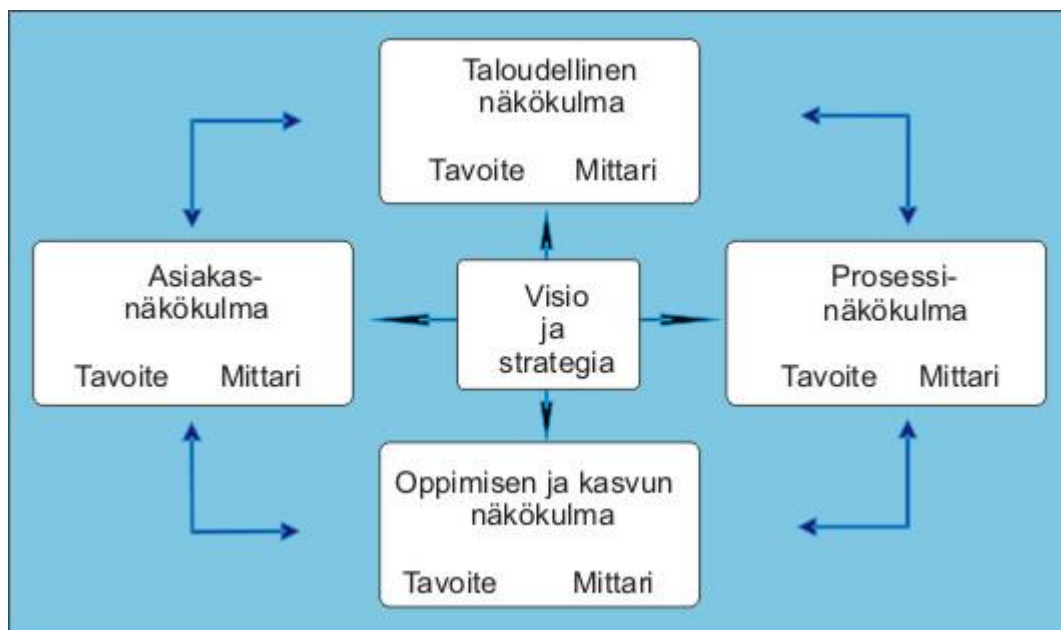 Taloudellinen
näkökulma
Tavoite Mittari
Asiakas-
näkökulma
Tavoite Mittari
Visio
ja
strategia
Prosessi-
näkökulma
Tavoite Mittari
Oppimisen ja kasvun
näkökulma
Tavoite Mittari